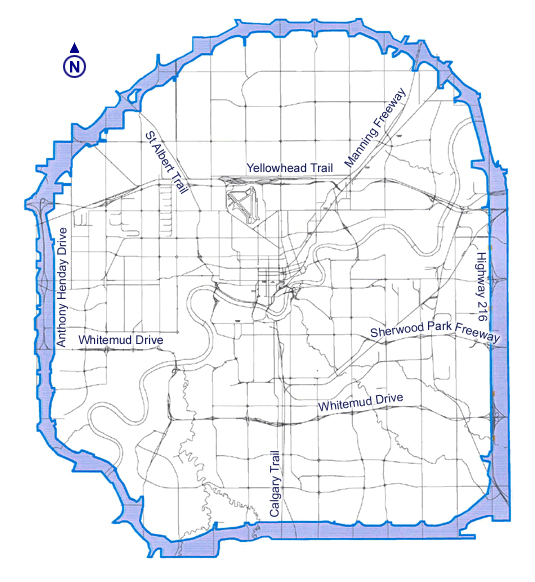 N
St Albert Trail
Manning Freeway
Yellowhead Trail
Anthony Henday Drive
Highway 216
Whitemud Drive
Sherwood Park Freeway
Whitemud Drive
Calgary Trail